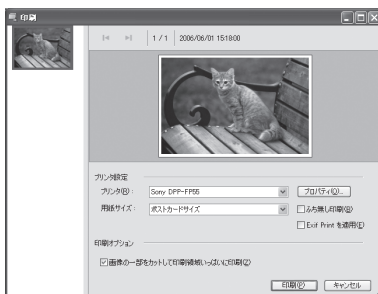 印刷
1 / 1 2006/06/01 15:18:00
プリンタ設定
プリンタ(R) : Sony DPP-FP55 プロパティ(O)...
用紙サイズ : ポストカードサイズ ふち無し印刷(B)
Exif Print を適用(E)
印刷オプション
画像の一部をカットして印刷領域いっぱいに印刷(Z)
印刷(P) キャンセル